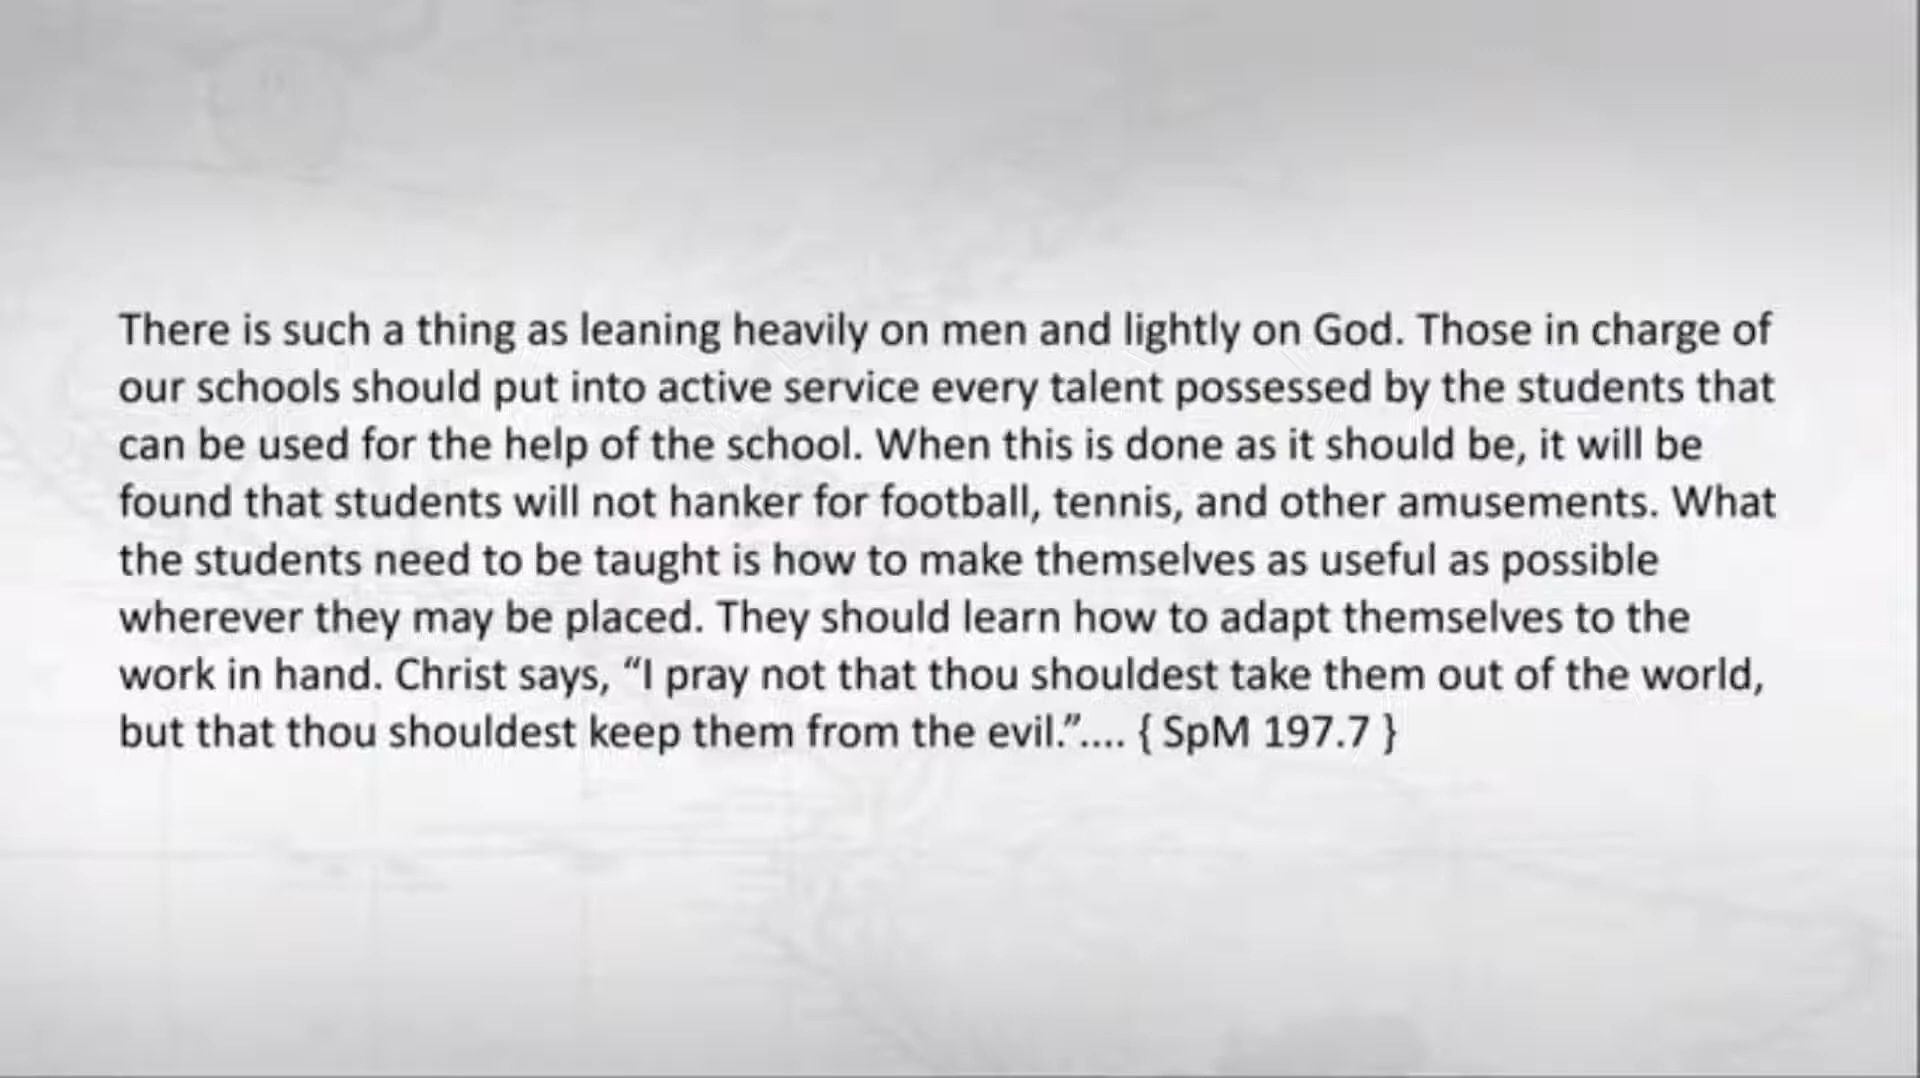 There is such a thing as leaning heavily on men and lightly on God. Those in charge of
our schools should put into active service every talent possessed by the students that
can be used for the help of the school. When this is done as it should be, it will be
found that students will not hanker for football, tennis, and other amusements. What
the students need to be taught is how to make themselves as useful as possible
wherever they may be placed. They should learn how to adapt themselves to the
work in hand. Christ says, “I pray not that thou shouldest take them out of the world,
but that thou shouldest keep them from the evil.”.... { SpM 197.7 }